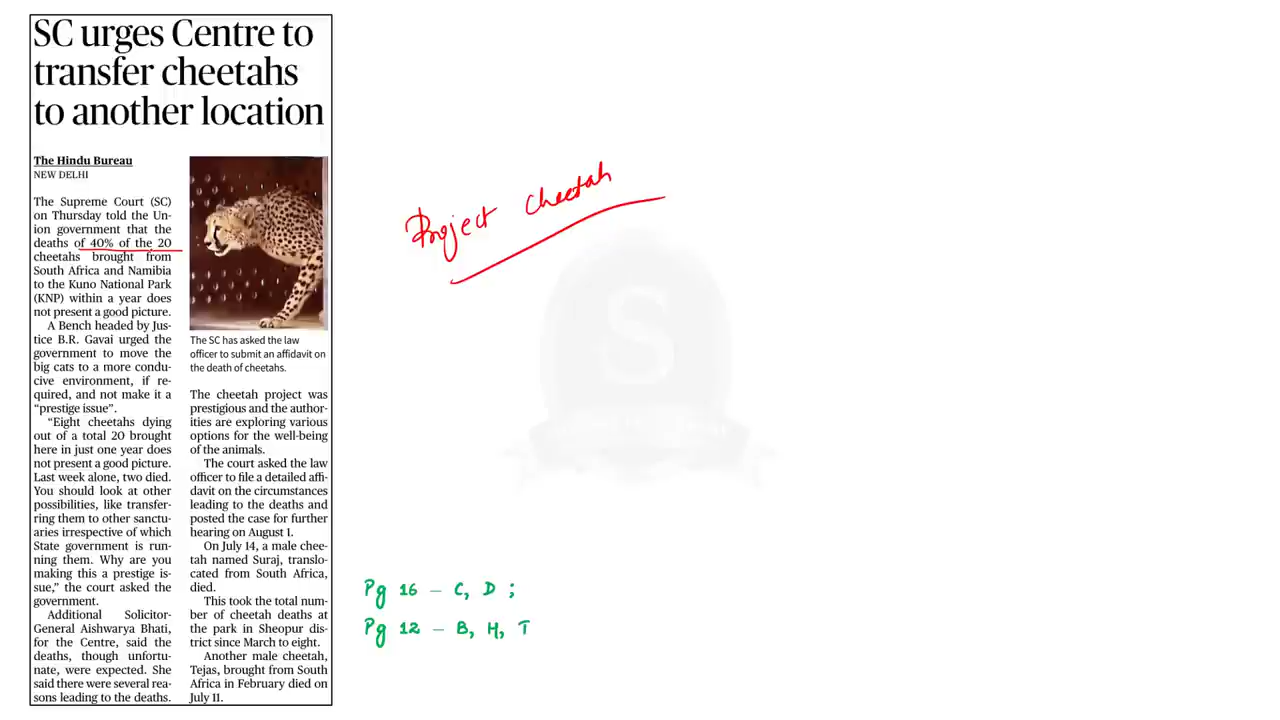 SC urges Centre to
transfer cheetahs
to another location
The Hindu Bureau
NEW DELHI
The Supreme Court (SC)
on Thursday told the Un-
ion government that the
deaths of 40% of the 20
cheetahs brought from
South Africa and Namibia
to the Kuno National Park
(KNP) within a year does
not present a good picture.
A Bench headed by Jus-
tice B.R. Gavai urged the
government to move the
big cats to a more condu-
cive environment, if re-
quired, and not make it a
“prestige issue”.
“Eight cheetahs dying
out of a total 20 brought
here in just one year does
not present a good picture.
Last week alone, two died.
You should look at other
possibilities, like transfer-
ring them to other sanctu-
aries irrespective of which
State government is run-
ning them. Why are you
making this a prestige is-
sue,” the court asked the
government.
Additional Solicitor-
General Aishwarya Bhati,
for the Centre, said the
deaths, though unfortu-
nate, were expected. She
said there were several rea-
sons leading to the deaths.
The SC has asked the law
officer to submit an affidavit on
the death of cheetahs.
The cheetah project was
prestigious and the author-
ities are exploring various
options for the well-being
of the animals.
The court asked the law
officer to file a detailed affi-
davit on the circumstances
leading to the deaths and
posted the case for further
hearing on August 1.
On July 14, a male chee-
tah named Suraj, translo-
cated from South Africa,
died.
This took the total num-
ber of cheetah deaths at
the park in Sheopur dis-
trict since March to eight.
Another male cheetah,
Tejas, brought from South
Africa in February died on
July 11.
Project Cheetah
S
Pg 16 – C, D ;
Pg 12 – B, H, T